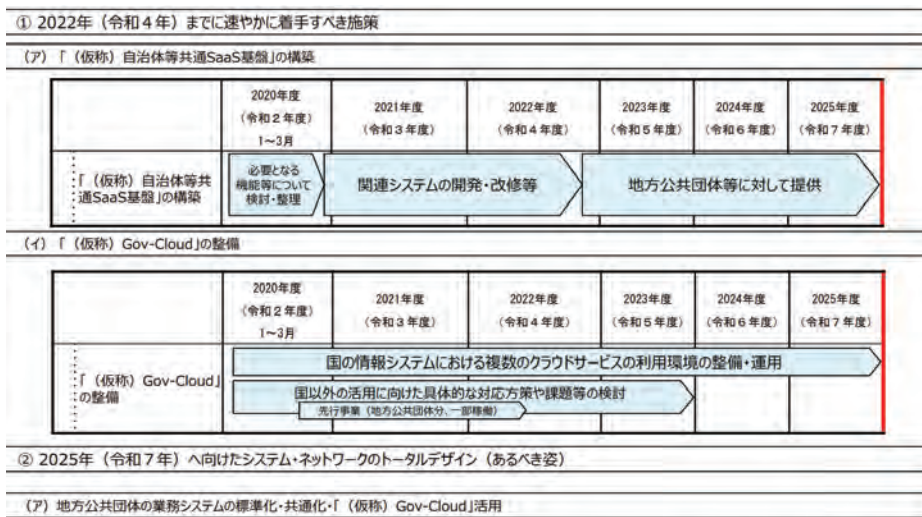 ① 2022年（令和４年）までに速やかに着手すべき施策
（ア）「（仮称）自治体等共通SaaS基盤」の構築
2020年度
（令和２年度）
1～3月
2021年度
（令和３年度）
2022年度
（令和４年度）
2023年度
（令和５年度）
2024年度
（令和６年度）
2025年度
（令和７年度）
「（仮称）自治体等共
通SaaS基盤」の構築
必要となる
機能等について
検討・整理
関連システムの開発・改修等
地方公共団体等に対して提供
（イ）「（仮称）Gov-Cloud」の整備
2020年度
（令和２年度）
1～3月
2021年度
（令和３年度）
2022年度
（令和４年度）
2023年度
（令和５年度）
2024年度
（令和６年度）
2025年度
（令和７年度）
「（仮称）Gov-Cloud」
の整備
国の情報システムにおける複数のクラウドサービスの利用環境の整備・運用
国以外の活用に向けた具体的な対応方策や課題等の検討
先行事業（地方公共団体分、一部稼働）
② 2025年（令和７年）へ向けたシステム・ネットワークのトータルデザイン（あるべき姿）
（ア）地方公共団体の業務システムの標準化・共通化・「（仮称）Gov-Cloud」活用